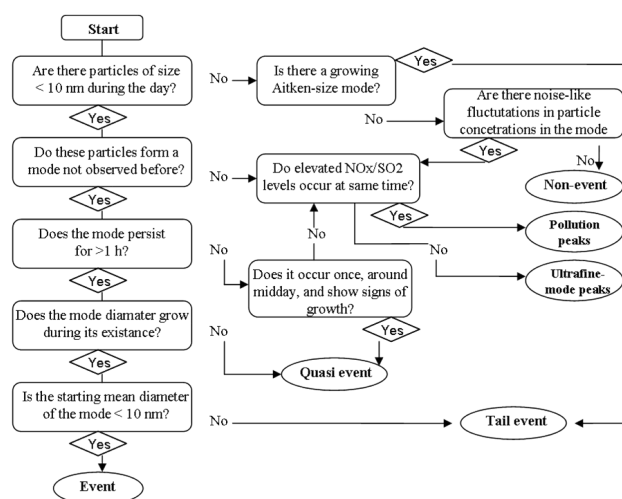 Start
Are there particles of size
< 10 nm during the day?
Yes
Do these particles form a
mode not observed before?
Yes
Does the mode persist
for >1 h?
Yes
Does the mode diamater grow
during its existance?
Yes
Is the starting mean diameter
of the mode < 10 nm?
Yes
Event
No
Is there a growing
Aitken-size mode?
Yes
No
Are there noise-like
fluctutations in particle
concetrations in the mode
Yes
No
Non-event
No
Do elevated NOx/SO2
levels occur at same time?
Yes
Pollution
peaks
No
Ultrafine-
mode peaks
No
No
Does it occur once, around
midday, and show signs of
growth?
Yes
No
Quasi event
No
Tail event